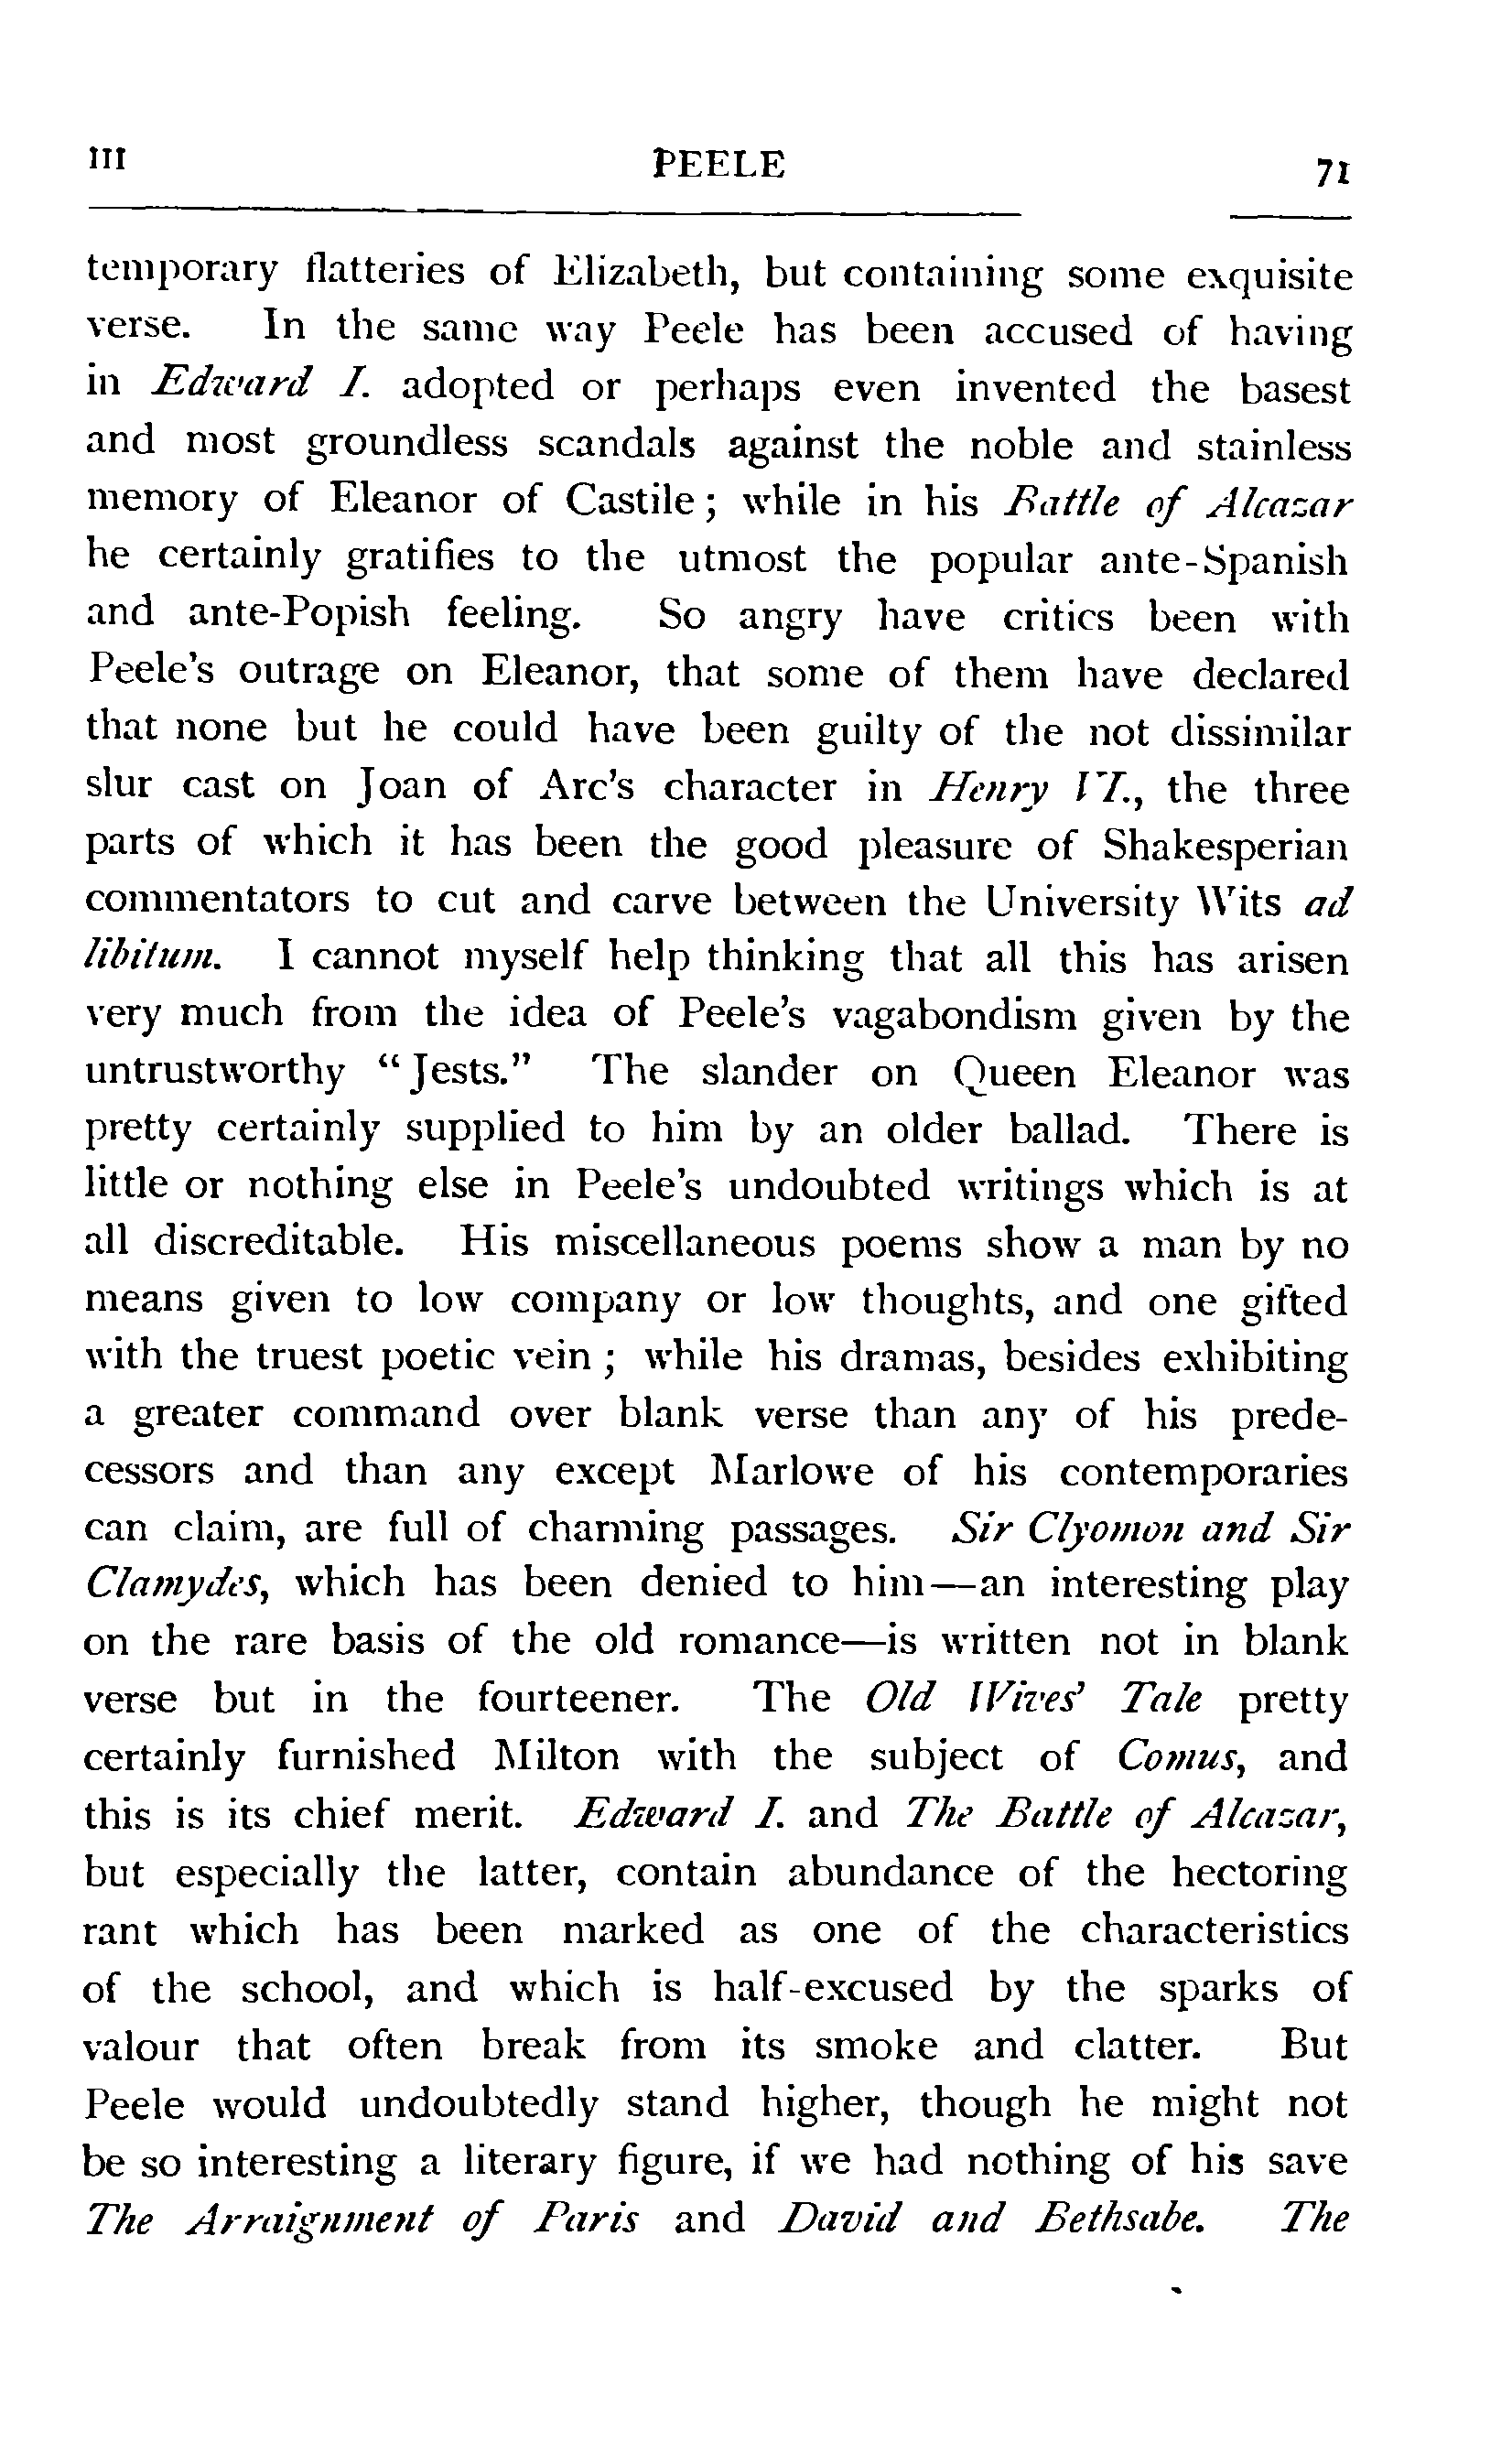 III PEELE 71
temporary flatteries of Elizabeth, but containing some exquisite
verse. In the same way Peele has been accused of having
in Edward I. adopted or perhaps even invented the basest
and most groundless scandals against the noble and stainless
memory of Eleanor of Castile; while in his Battle of Alcazar
he certainly gratifies to the utmost the popular ante-Spanish
and ante-Popish feeling. So angry have critics been with
Peele's outrage on Eleanor, that some of them have declared
that none but he could have been guilty of the not dissimilar
slur cast on Joan of Arc's character in Henry VI., the three
parts of which it has been the good pleasure of Shakesperian
commentators to cut and carve between the University Wits ad
libitum. I cannot myself help thinking that all this has arisen
very much from the idea of Peele's vagabondism given by the
untrustworthy "Jests." The slander on Queen Eleanor was
pretty certainly supplied to him by an older ballad. There is
little or nothing else in Peele's undoubted writings which is at
all discreditable. His miscellaneous poems show a man by no
means given to low company or low thoughts, and one gifted
with the truest poetic vein; while his dramas, besides exhibiting
a greater command over blank verse than any of his prede-
cessors and than any except Marlowe of his contemporaries
can claim, are full of charming passages. Sir Clyomon and Sir
Clamydes, which has been denied to him—an interesting play
on the rare basis of the old romance—is written not in blank
verse but in the fourteener. The Old Wives' Tale pretty
certainly furnished Milton with the subject of Comus, and
this is its chief merit. Edward I. and The Battle of Alcazar,
but especially the latter, contain abundance of the hectoring
rant which has been marked as one of the characteristics
of the school, and which is half-excused by the sparks of
valour that often break from its smoke and clatter. But
Peele would undoubtedly stand higher, though he might not
be so interesting a literary figure, if we had nothing of his save
The Arraignment of Paris and David and Bethsabe. The